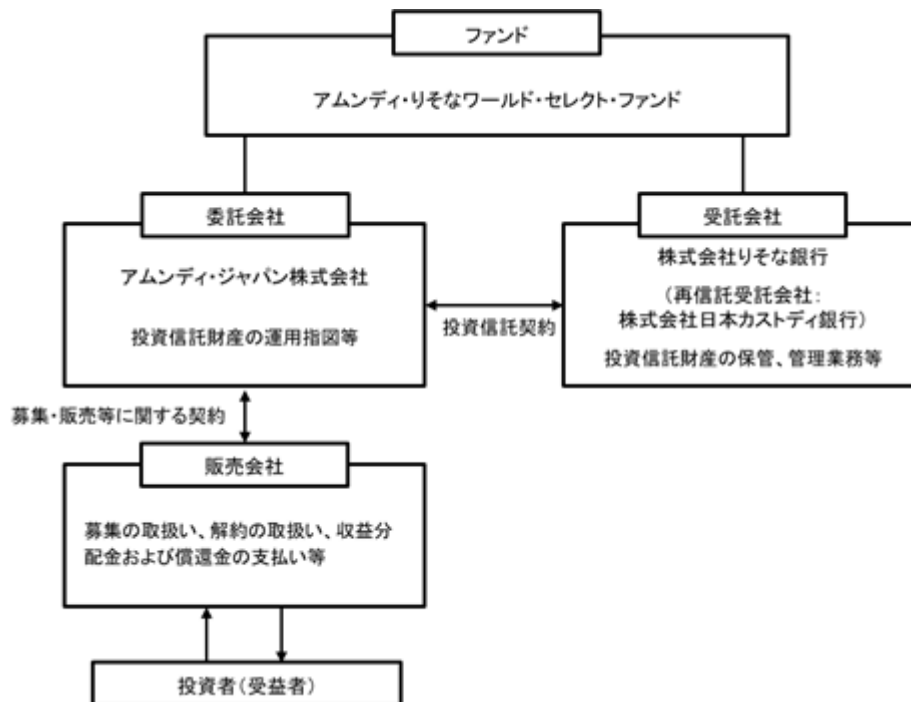 ファンド
アムンディ・りそなワールド・セレクト・ファンド
委託会社
アムンディ・ジャパン株式会社
投資信託財産の運用指図等
投資信託契約
受託会社
株式会社りそな銀行
(再信託受託会社:
株式会社日本カストディ銀行)
投資信託財産の保管、管理業務等
募集・販売等に関する契約
販売会社
募集の取扱い、解約の取扱い、収益分
配金および償還金の支払い等
投資者(受益者)